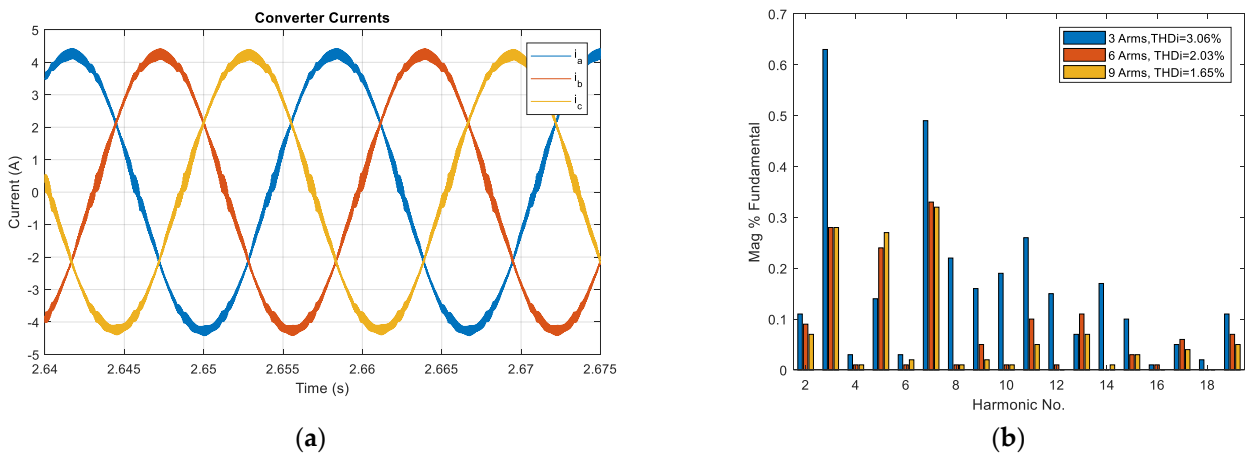 Converter Currents
5
4
3
2
1
0
-1
-2
-3
-4
-5
Current (A)
i_a
i_b
i_c
2.64
2.645
2.65
2.655
2.66
2.665
2.67
2.675
Time (s)
(a)
0.7
0.6
0.5
0.4
0.3
0.2
0.1
0
Mag % Fundamental
3 Arms,THDi=3.06%
6 Arms, THDi=2.03%
9 Arms, THDi=1.65%
2
4
6
8
10
12
14
16
18
Harmonic No.
(b)